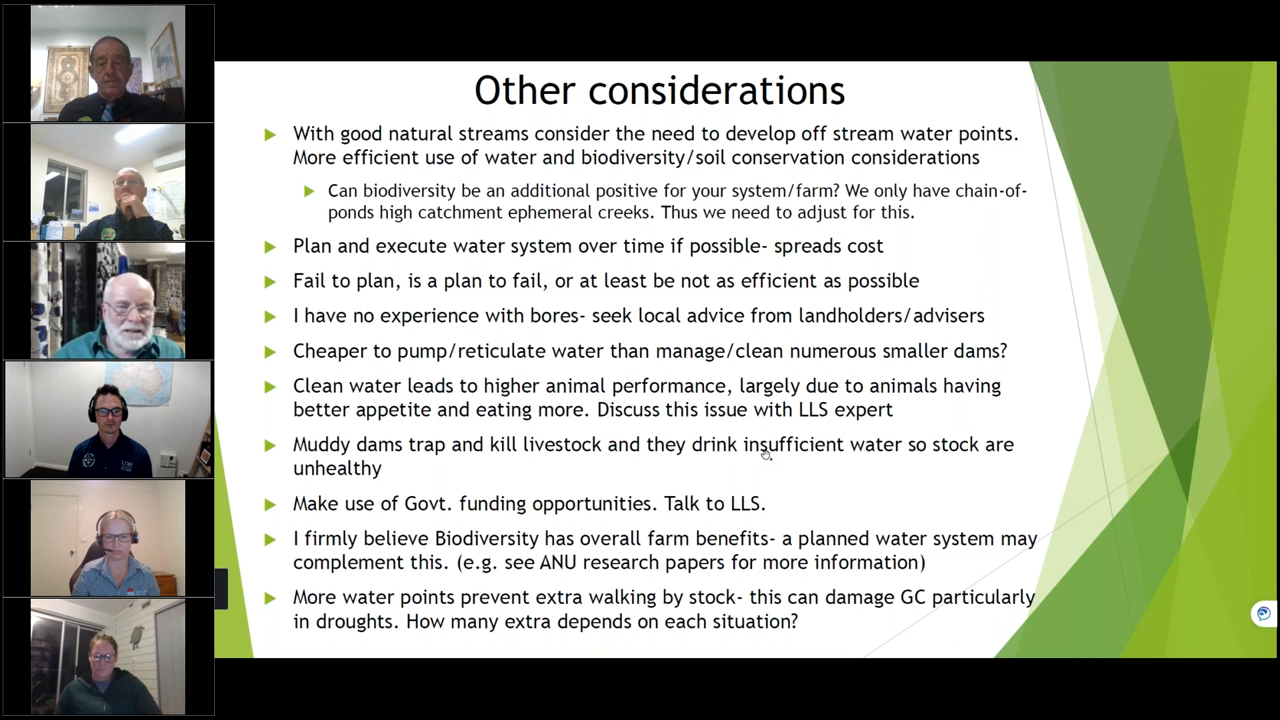 Other considerations
With good natural streams consider the need to develop off stream water points.
More efficient use of water and biodiversity/soil conservation considerations
Can biodiversity be an additional positive for your system/farm? We only have chain-of-
ponds high catchment ephemeral creeks. Thus we need to adjust for this.
Plan and execute water system over time if possible- spreads cost
Fail to plan, is a plan to fail, or at least be not as efficient as possible
I have no experience with bores- seek local advice from landholders/advisers
Cheaper to pump/reticulate water than manage/clean numerous smaller dams?
Clean water leads to higher animal performance, largely due to animals having
better appetite and eating more. Discuss this issue with LLS expert
Muddy dams trap and kill livestock and they drink insufficient water so stock are
unhealthy
Make use of Govt. funding opportunities. Talk to LLS.
I firmly believe Biodiversity has overall farm benefits- a planned water system may
complement this. (e.g. see ANU research papers for more information)
More water points prevent extra walking by stock- this can damage GC particularly
in droughts. How many extra depends on each situation?
une